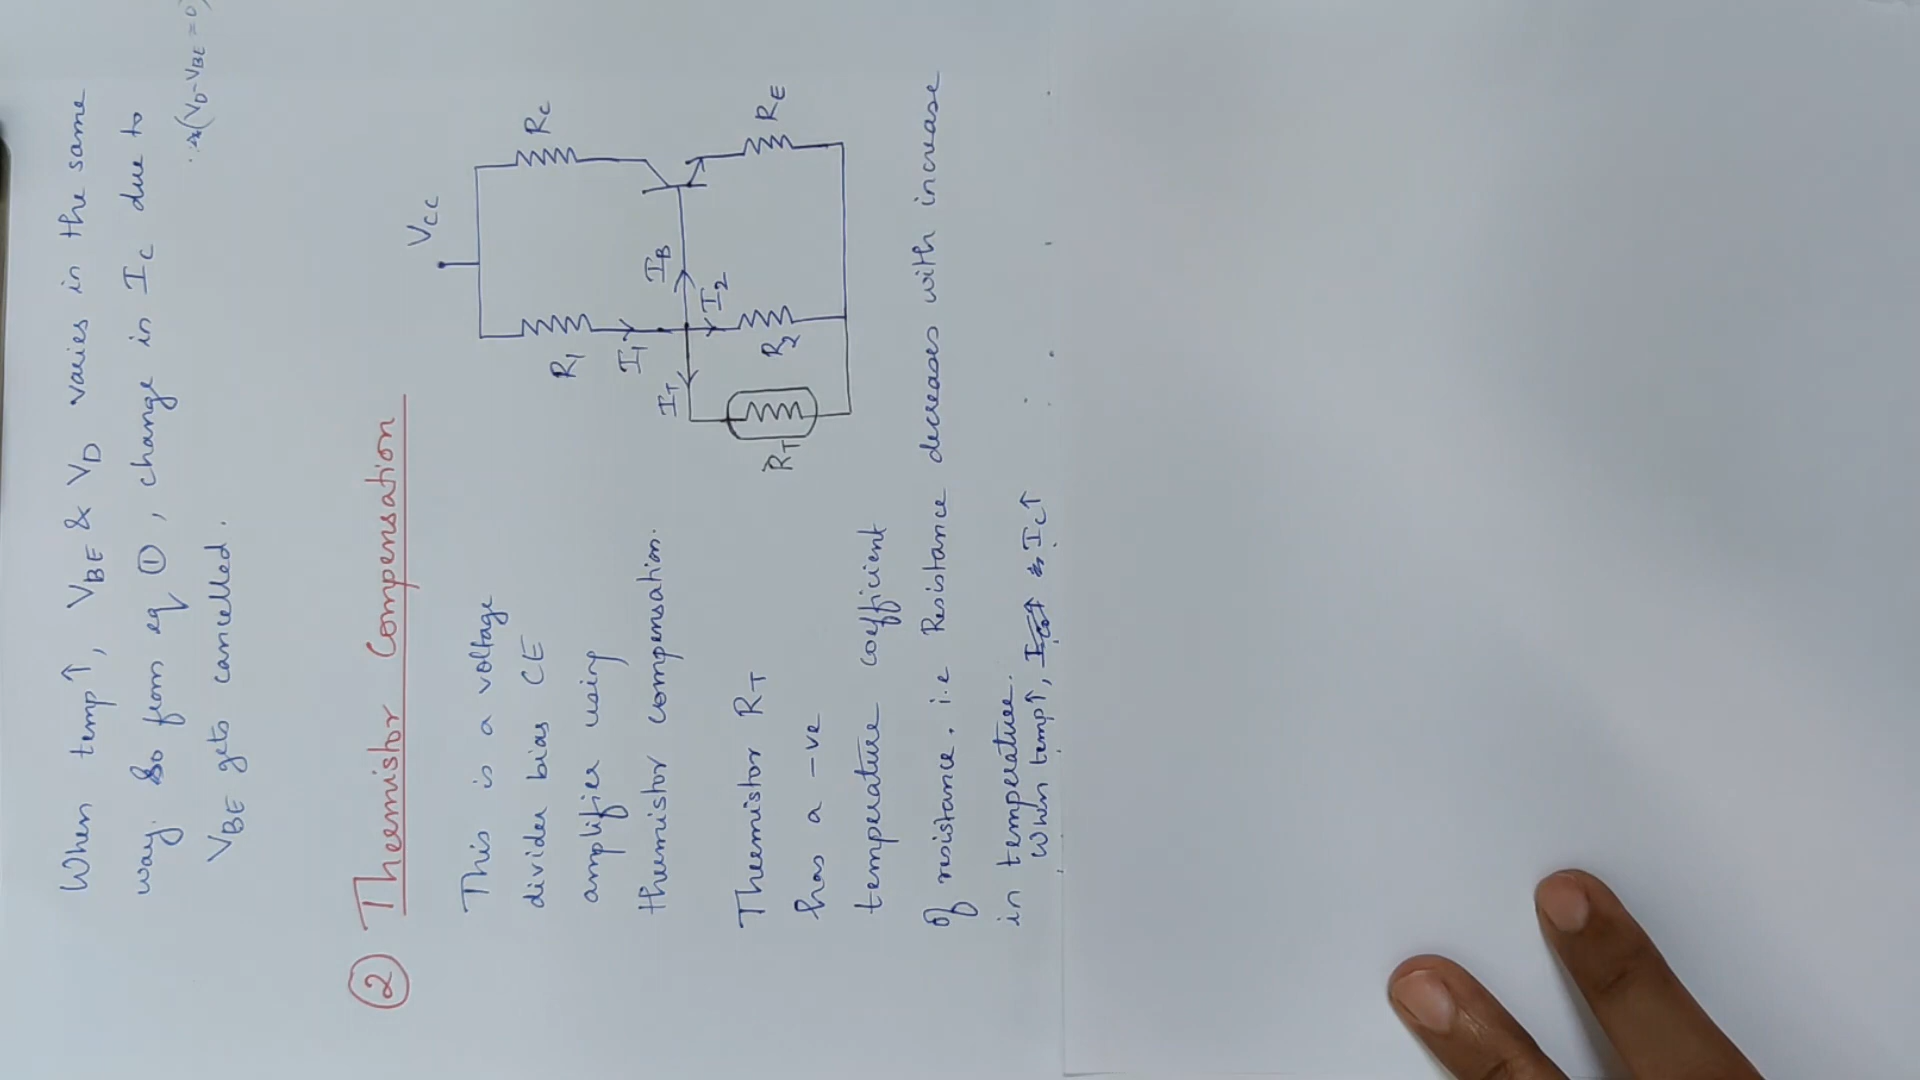 When temp↑, VBE & VD varies in the same
way. So from eq ①, change in IC due to
VBE gets cancelled.
(VD-VBE=0)
② Thermistor Compensation
This is a voltage
divider bias CE
amplifier using
thermistor compensation.
VCC
R1
RC
I1
IB
IT
I2
RT
R2
RE
Thermistor RT
has a -ve
temperature coefficient
of resistance, i.e Resistance decreases with increase
in temperature.
When temp↑, Ico↑ IC↑